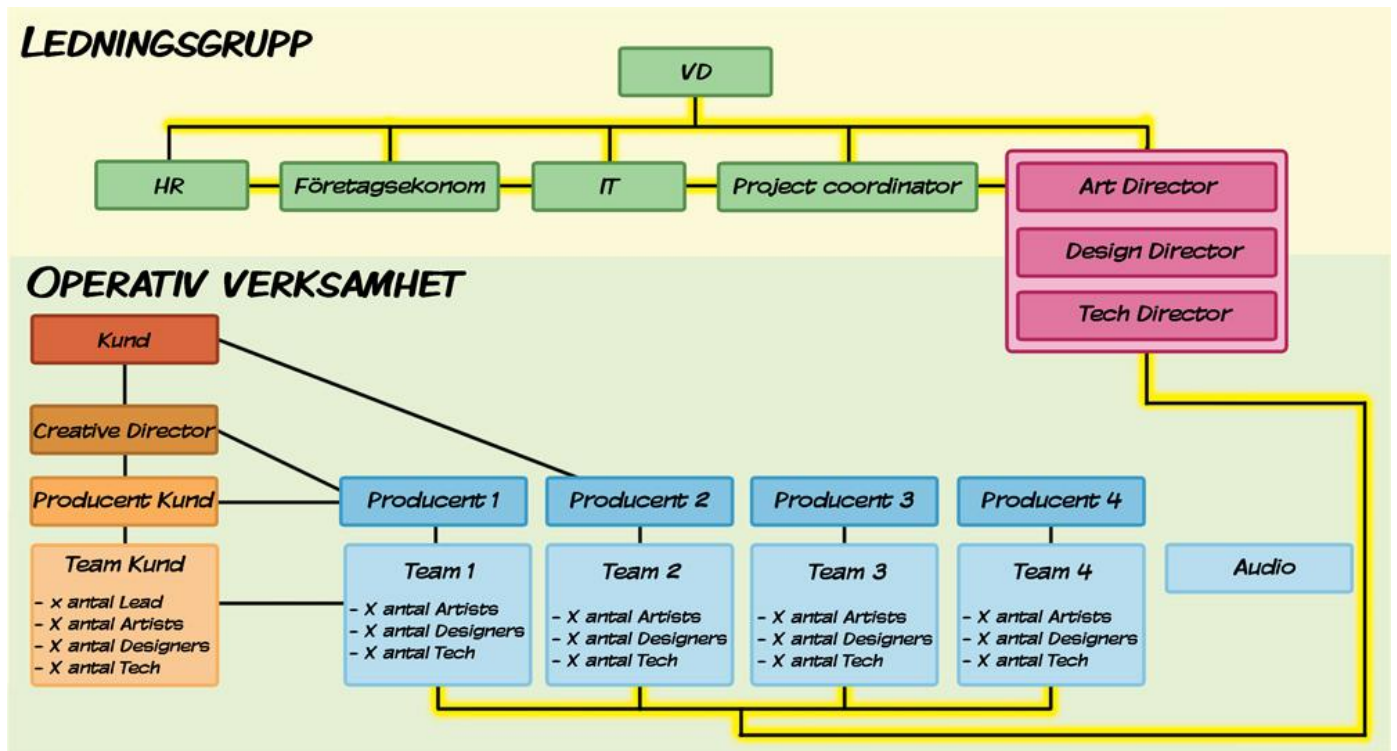 LEDNINGSGRUPP
VD
HR
Företagsekonom
IT
Project coordinator
Art Director
Design Director
Tech Director
OPERATIV VERKSAMHET
Kund
Creative Director
Producent Kund
Producent 1
Producent 2
Producent 3
Producent 4
Team Kund
- x antal Lead
- X antal Artists
- X antal Designers
- X antal Tech
Team 1
- X antal Artists
- X antal Designers
- X antal Tech
Team 2
- X antal Artists
- X antal Designers
- X antal Tech
Team 3
- X antal Artists
- X antal Designers
- X antal Tech
Team 4
- X antal Artists
- X antal Designers
- X antal Tech
Audio